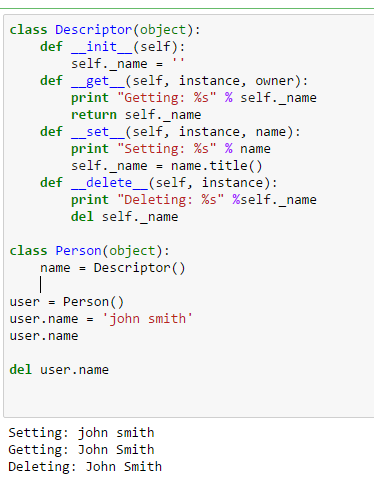 class Descriptor(object):
    def __init__(self):
        self._name = ''
    def __get__(self, instance, owner):
        print "Getting: %s" % self._name
        return self._name
    def __set__(self, instance, name):
        print "Setting: %s" % name
        self._name = name.title()
    def __delete__(self, instance):
        print "Deleting: %s" %self._name
        del self._name

class Person(object):
    name = Descriptor()

user = Person()
user.name = 'john smith'
user.name

del user.name

Setting: john smith
Getting: John Smith
Deleting: John Smith